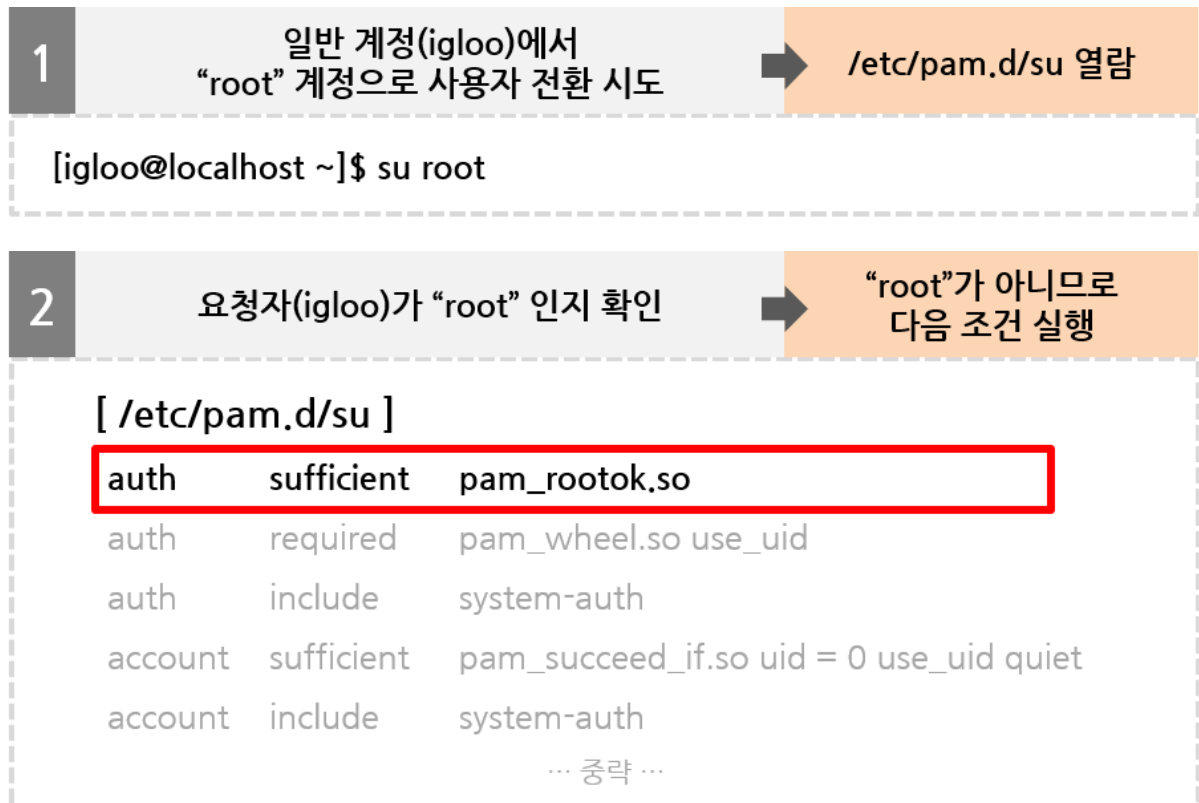 1
일반 계정(igloo)에서
“root” 계정으로 사용자 전환 시도
/etc/pam.d/su 열람
[igloo@localhost ~]$ su root
2
요청자(igloo)가 “root” 인지 확인
“root”가 아니므로
다음 조건 실행
[ /etc/pam.d/su ]
auth sufficient pam_rootok.so
auth required pam_wheel.so use_uid
auth include system-auth
account sufficient pam_succeed_if.so uid = 0 use_uid quiet
account include system-auth
… 중략 …